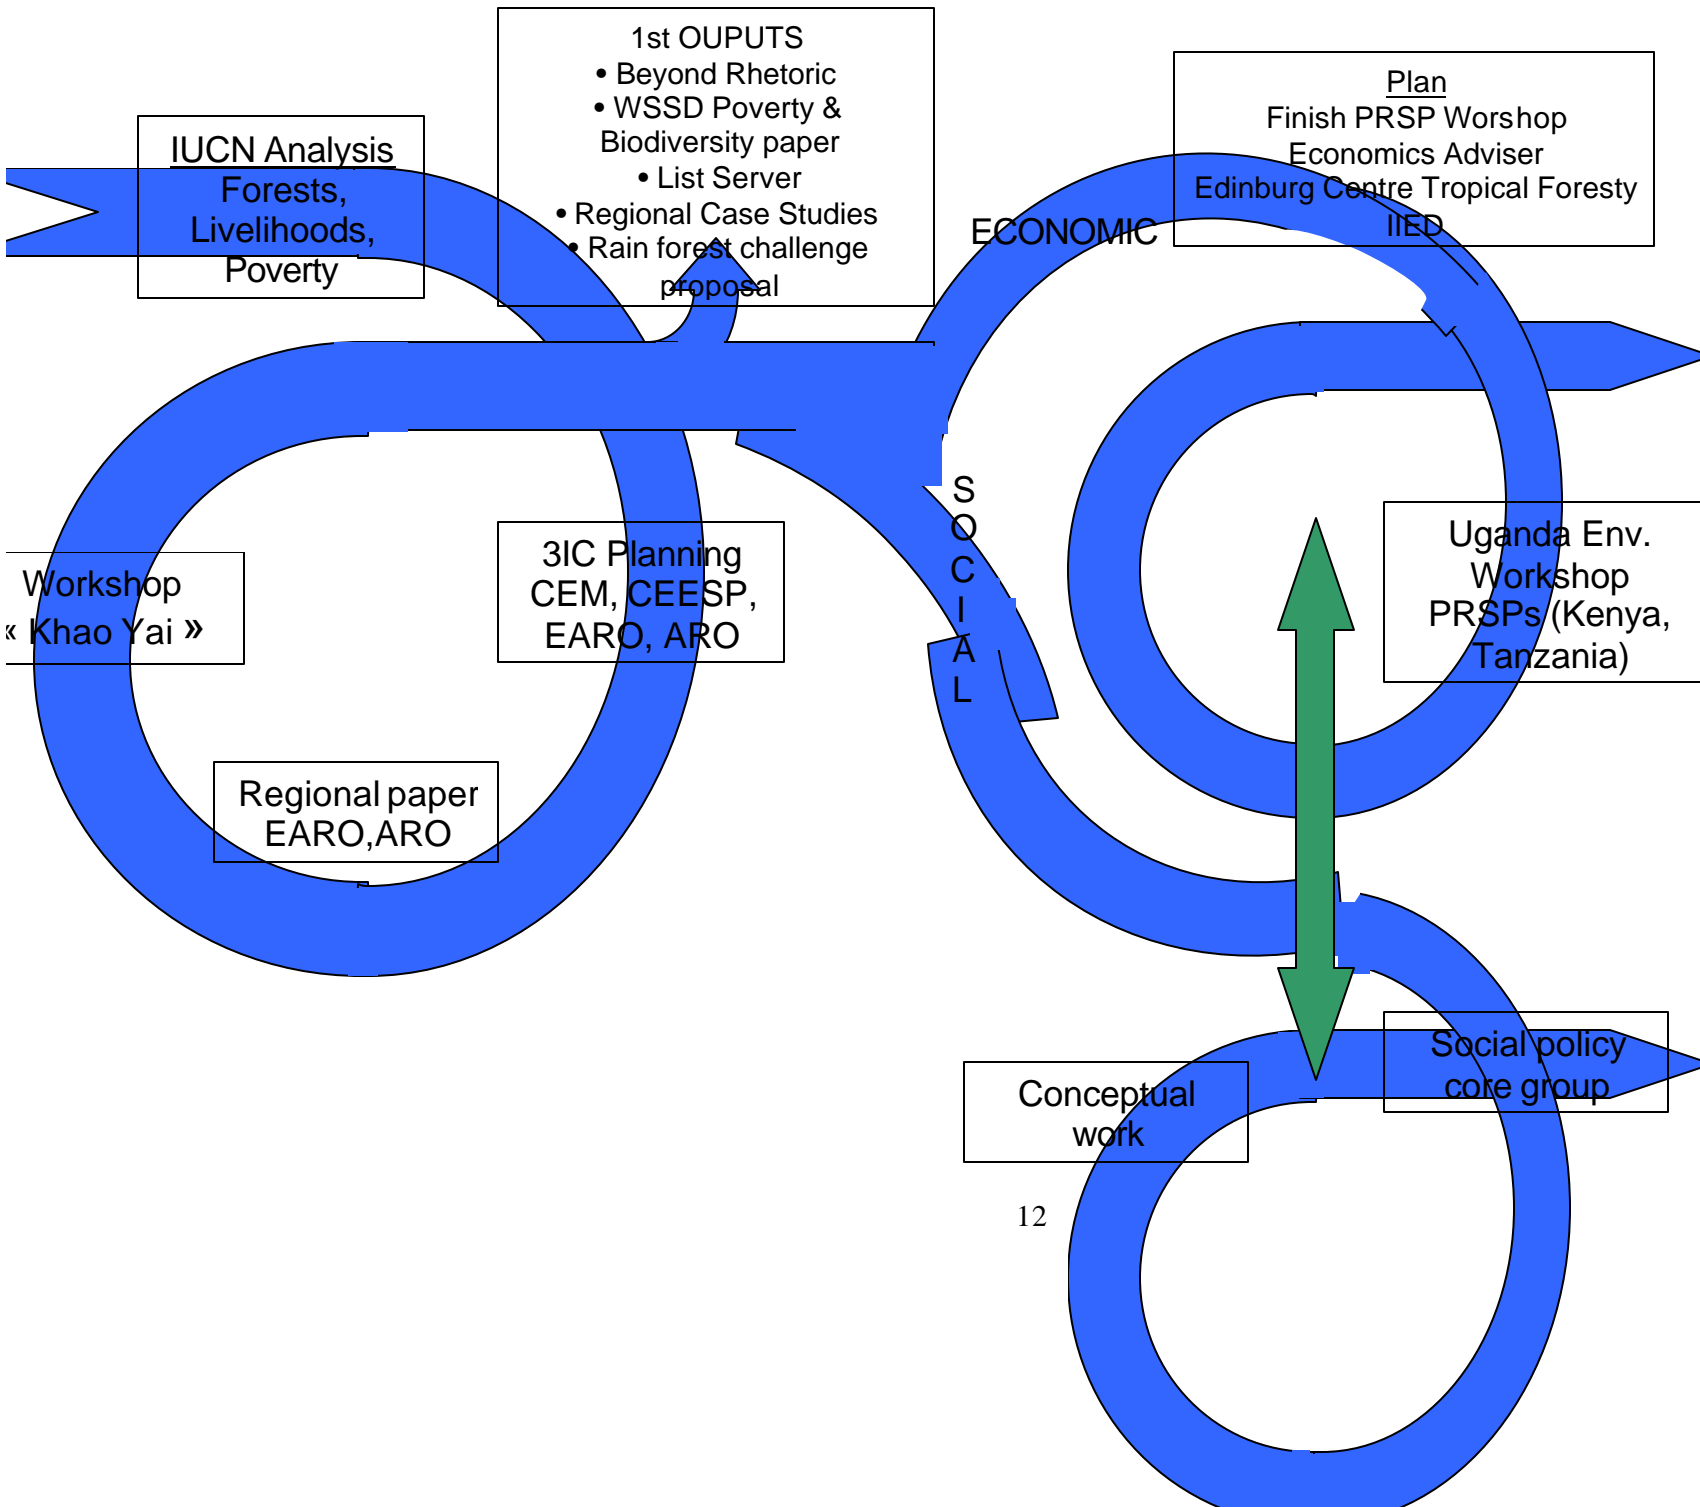 1st OUPUTS
• Beyond Rhetoric
• WSSD Poverty &
Biodiversity paper
• List Server
• Regional Case Studies
• Rain forest challenge
proposal
Plan
Finish PRSP Worshop
Economics Adviser
Edinburg Centre Tropical Foresty
IIED
IUCN Analysis
Forests,
Livelihoods,
Poverty
ECONOMIC
SOCIAL
3IC Planning
CEM, CEESP,
EARO, ARO
Uganda Env.
Workshop
PRSPs (Kenya,
Tanzania)
Workshop
« Khao Yai »
Regional paper
EARO,ARO
Social policy
core group
Conceptual
work
12